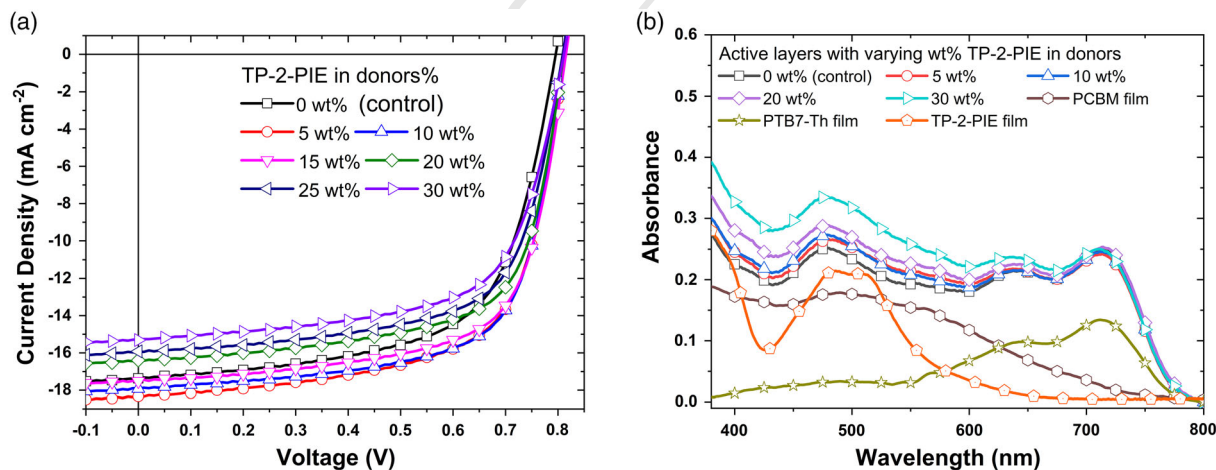 (a)
0
-2
-4
-6
-8
-10
-12
-14
-16
-18
Current Density (mA cm-2)
TP-2-PIE in donors%
0 wt% (control)
5 wt% 10 wt%
15 wt% 20 wt%
25 wt% 30 wt%
-0.1 0.0 0.1 0.2 0.3 0.4 0.5 0.6 0.7 0.8
Voltage (V)
(b)
0.6
0.5
0.4
0.3
0.2
0.1
0.0
Absorbance
Active layers with varying wt% TP-2-PIE in donors
0 wt% (control) 5 wt% 10 wt%
20 wt% 30 wt% PCBM film
PTB7-Th film TP-2-PIE film
400 500 600 700 800
Wavelength (nm)